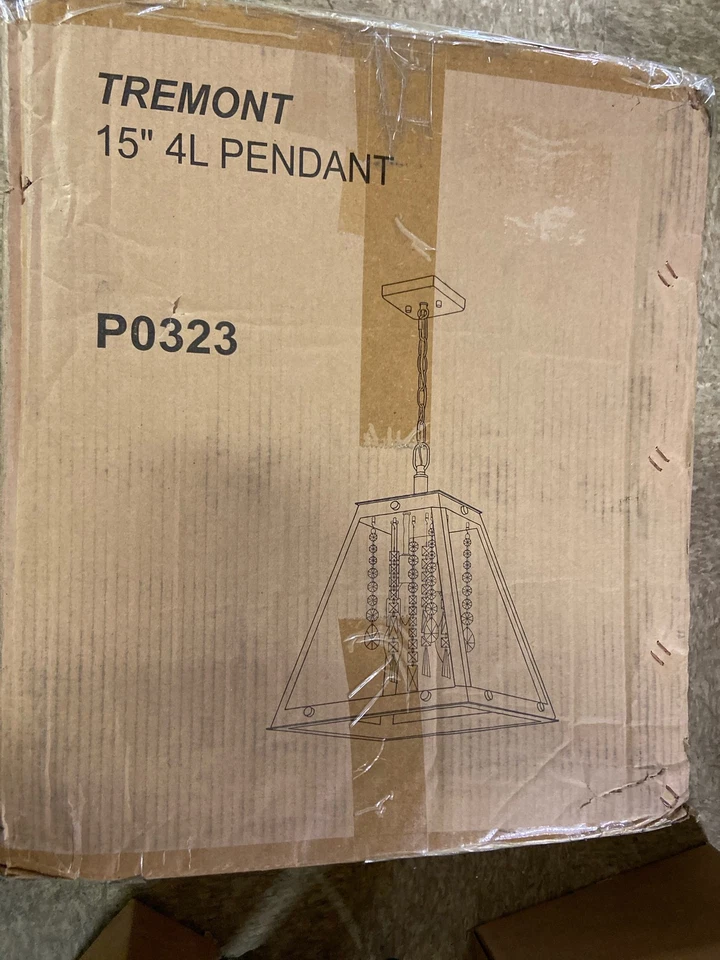 TREMONT
15" 4L PENDANT
P0323